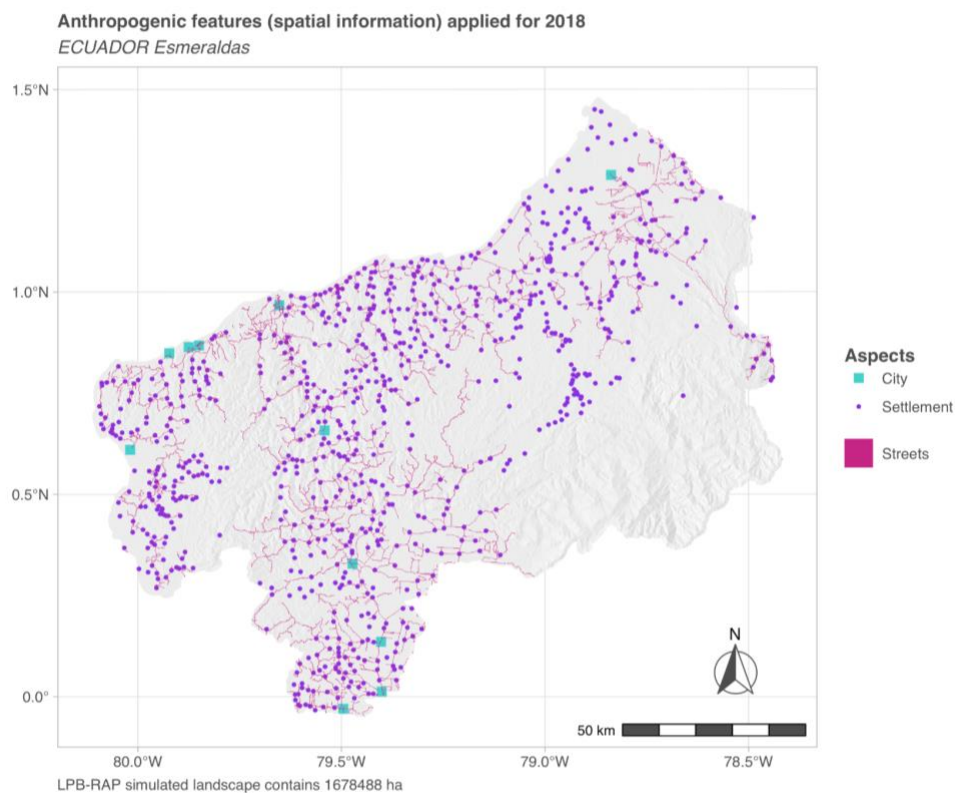 Anthropogenic features (spatial information) applied for 2018
ECUADOR Esmeraldas
1.5°N
1.0°N
0.5°N
0.0°
80.0°W 79.5°W 79.0°W 78.5°W
Aspects
City
Settlement
Streets
N
50 km
LPB-RAP simulated landscape contains 1678488 ha